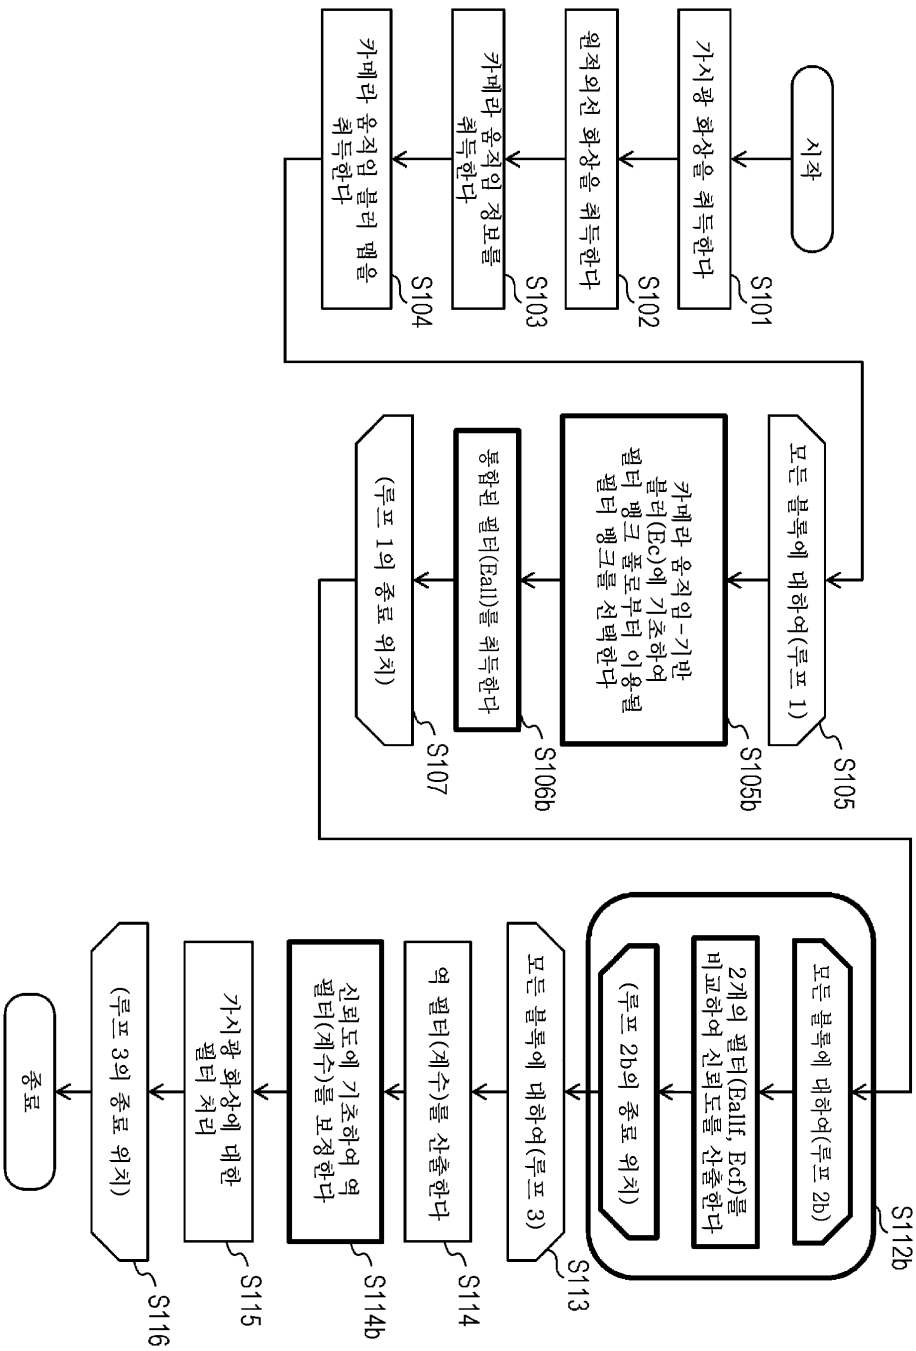 시작
가시광 화상을 취득한다
S101
원적외선 화상을 취득한다
S102
카메라 움직임 정보를
취득한다
S103
카메라 움직임 블러 맵을
취득한다
S104
모든 블록에 대하여(루프 1)
S105
카메라 움직임-기반
블러(Ec)에 기초하여
필터 뱅크 풀로부터 이용될
필터 뱅크를 선택한다
S105b
통합된 필터(Eall)를 취득한다
S106b
(루프 1의 종료 위치)
S107
S112b
모든 블록에 대하여(루프 2b)
2개의 필터(Eallf, Ecf)를
비교하여 신뢰도를 산출한다
(루프 2b의 종료 위치)
모든 블록에 대하여(루프 3)
S113
역 필터(계수)를 산출한다
S114
신뢰도에 기초하여 역
필터(계수)를 보정한다
S114b
가시광 화상에 대한
필터 처리
S115
(루프 3의 종료 위치)
S116
종료